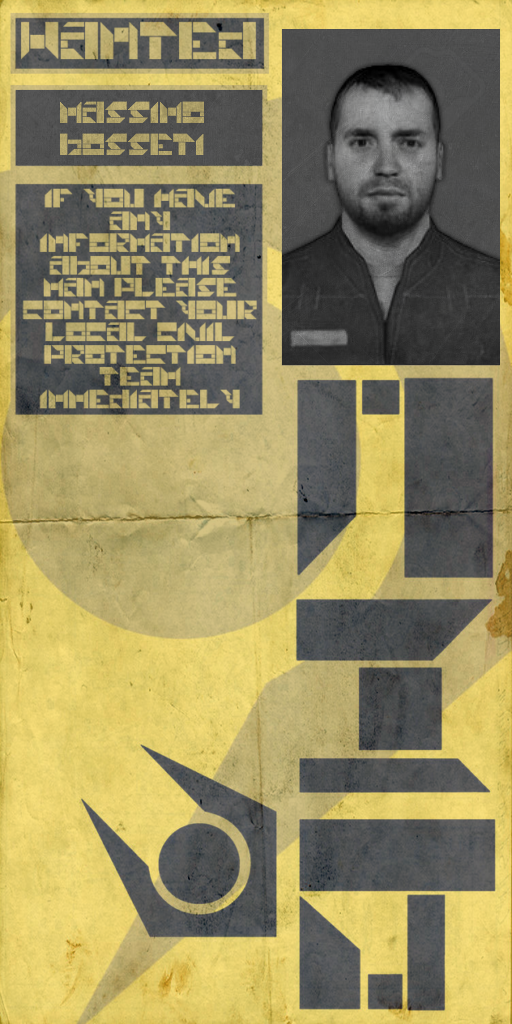 WANTED
MASSIMO
BOSSETI
IF YOU HAVE
ANY
INFORMATION
ABOUT THIS
MAN PLEASE
CONTACT YOUR
LOCAL CIVIL
PROTECTION
TEAM
IMMEDIATELY